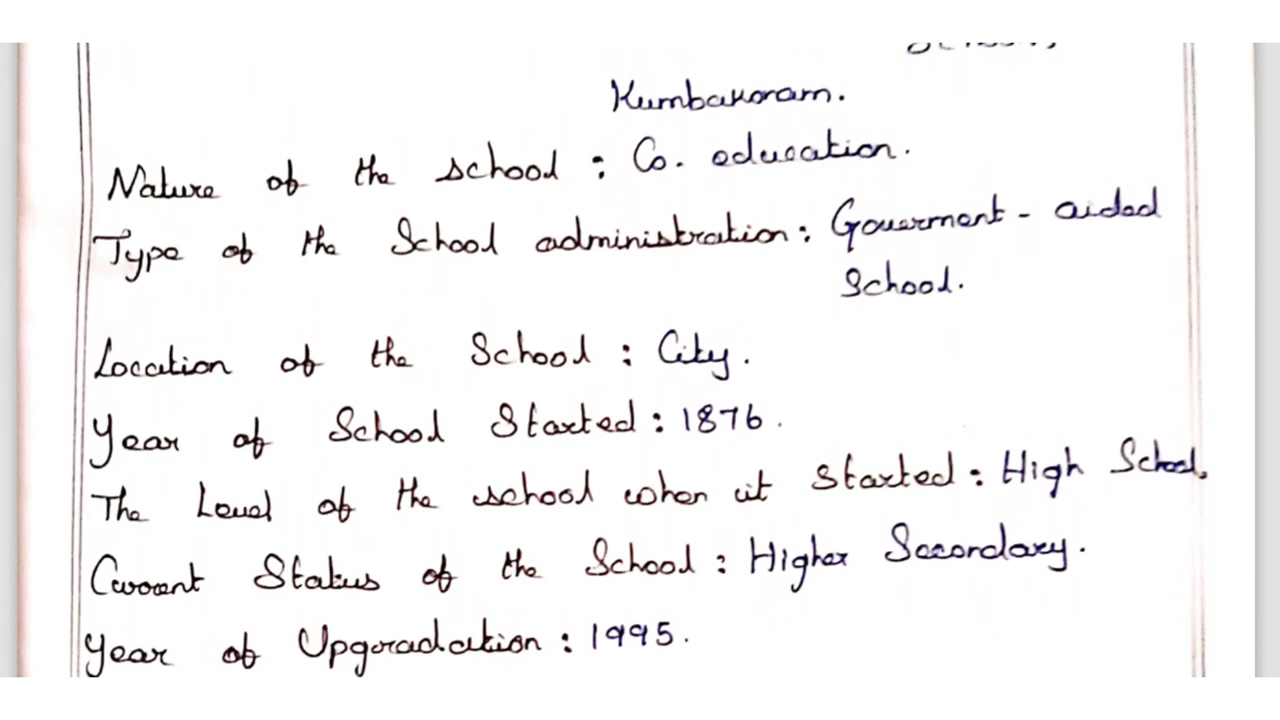 Kumbakonam.
Nature of the school : Co. education.
Type of the School administration : Government - aided
School.
Location of the School : City.
Year of School Started : 1876.
The Level of the school when it started : High School.
Current Status of the School : Higher Secondary.
Year of Upgradation : 1995.